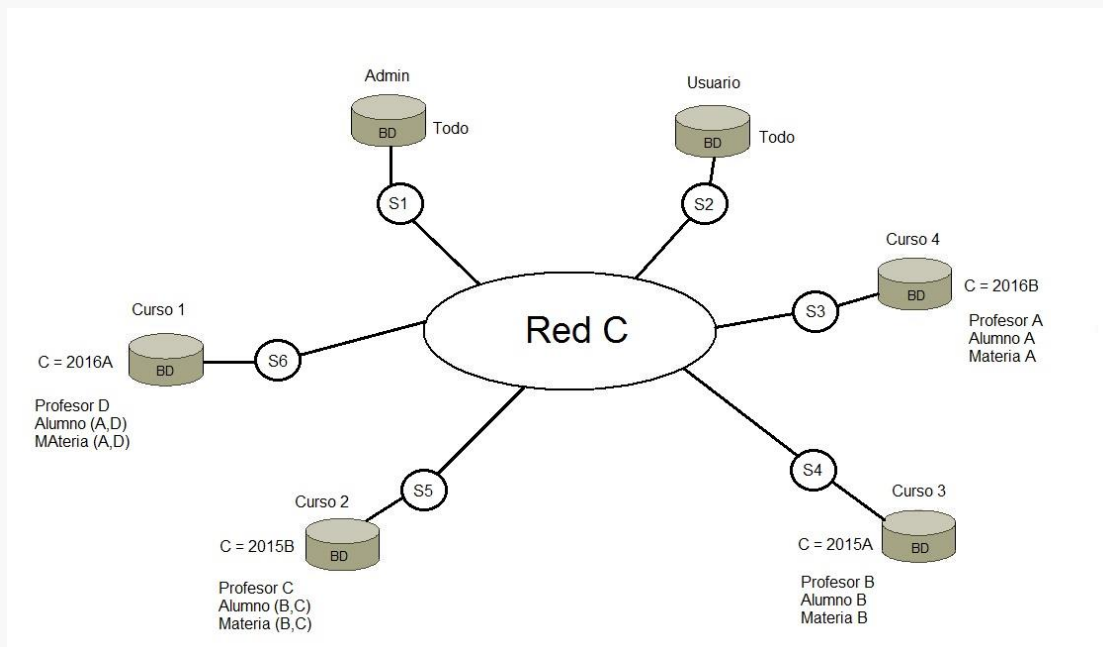 Admin
BD
Todo
S1
Usuario
BD
Todo
S2
Curso 4
BD
C = 2016B
S3
Profesor A
Alumno A
Materia A
Red C
Curso 1
C = 2016A
BD
S6
Profesor D
Alumno (A,D)
MAteria (A,D)
Curso 2
S5
C = 2015B
BD
Profesor C
Alumno (B,C)
Materia (B,C)
S4
Curso 3
C = 2015A
BD
Profesor B
Alumno B
Materia B